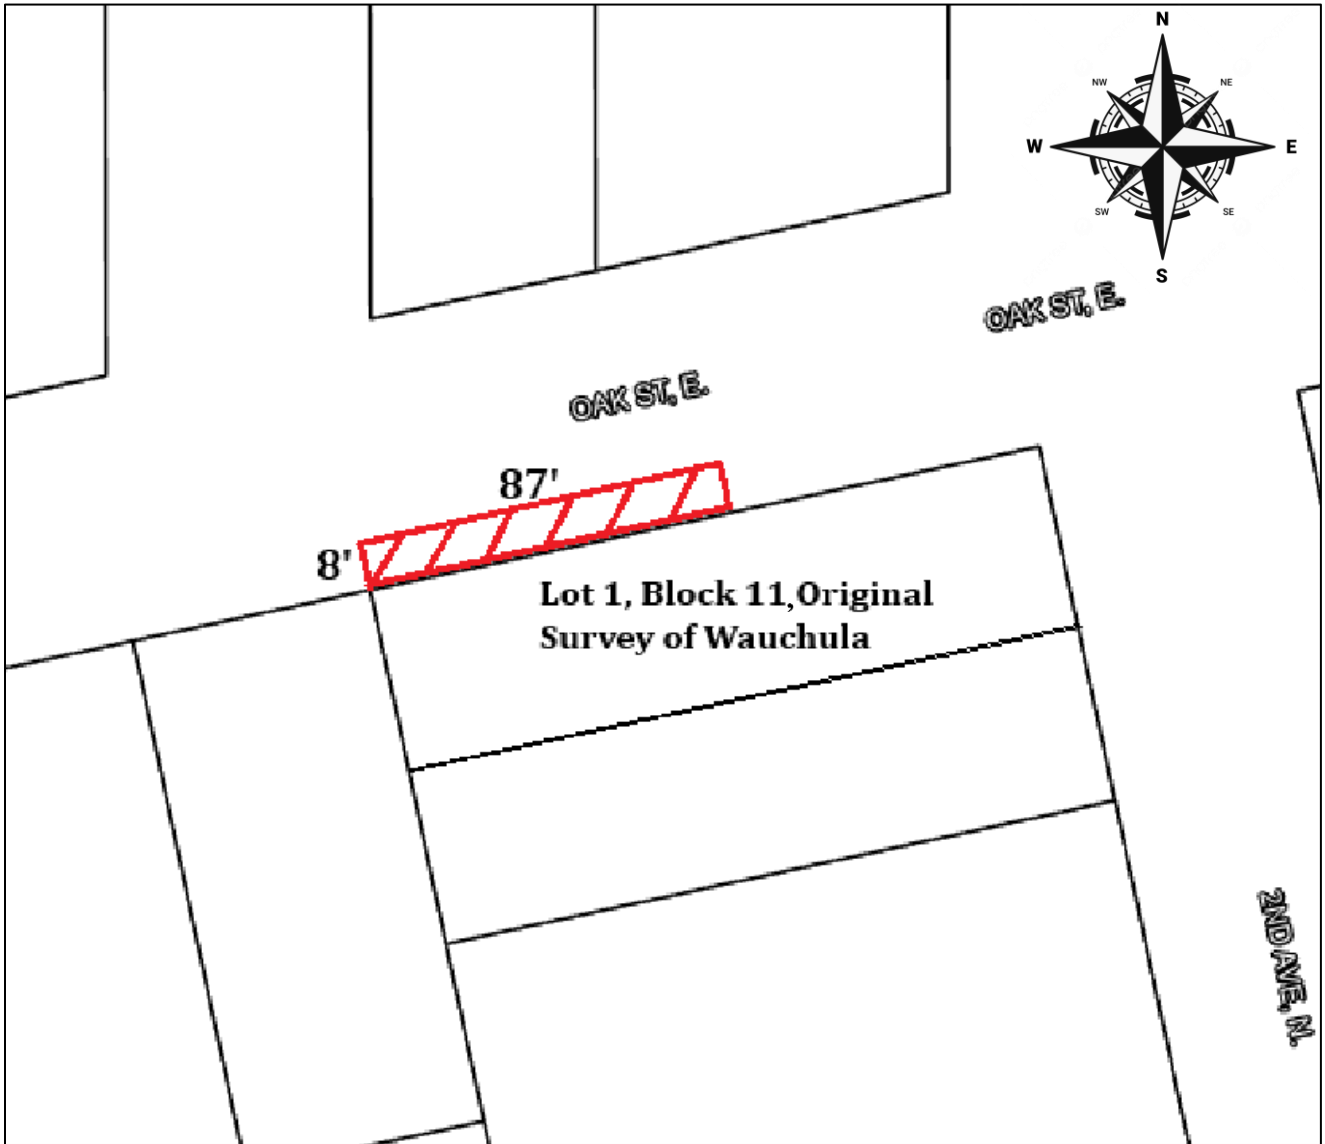 N
NW
NE
W
E
SW
SE
S
OAK ST, E.
OAK ST, E.
87'
8'
Lot 1, Block 11,Original
Survey of Wauchula
2ND AVE, N.